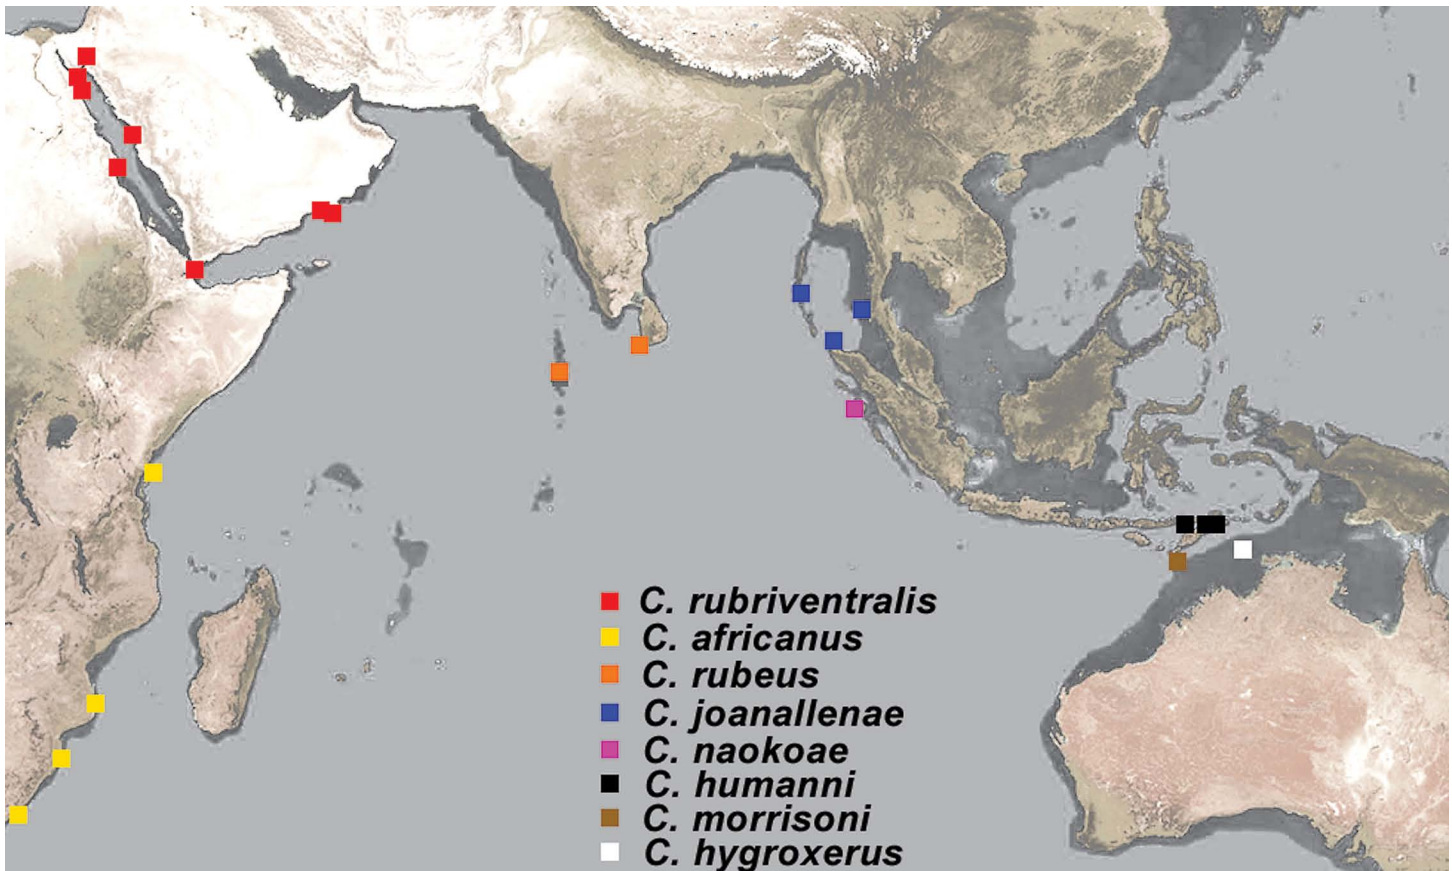 C. rubriventralis
C. africanus
C. rubeus
C. joanallenae
C. naokoae
C. humanni
C. morrisoni
C. hygroxerus